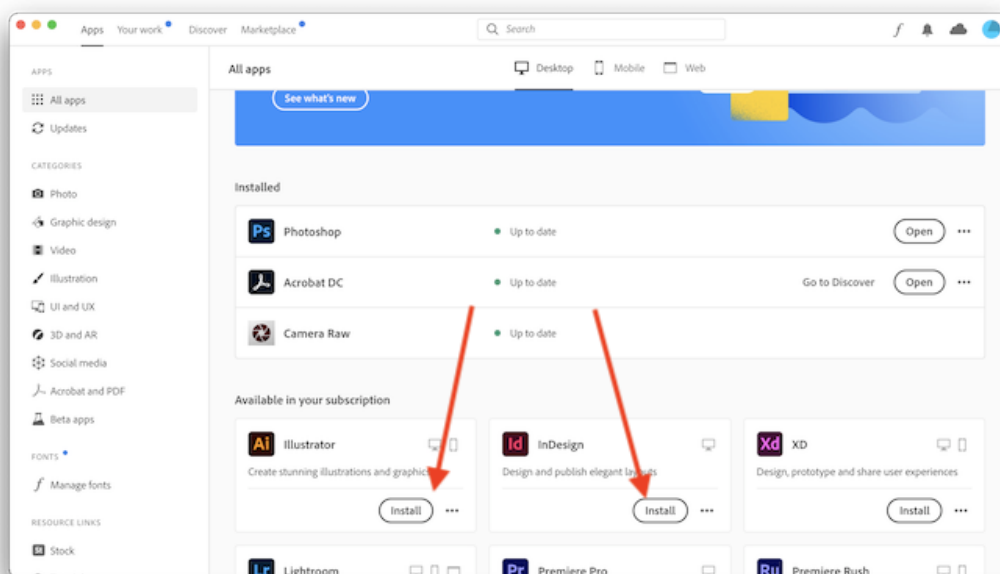 Apps Your work Discover Marketplace Search
APPS
All apps
Updates
CATEGORIES
Photo
Graphic design
Video
Illustration
UI and UX
3D and AR
Social media
Acrobat and PDF
Beta apps
FONTS
Manage fonts
RESOURCE LINKS
St Stock
All apps Desktop Mobile Web
See what's new
Installed
Ps Photoshop Up to date Open
Acrobat DC Up to date Go to Discover Open
Camera Raw Up to date
Available in your subscription
Ai Illustrator
Create stunning illustrations and graphics
Install
Id InDesign
Design and publish elegant layouts
Install
Xd XD
Design, prototype and share user experiences
Install
Lr Lightroom
Pr Premiere Pro
Ru Premiere Rush